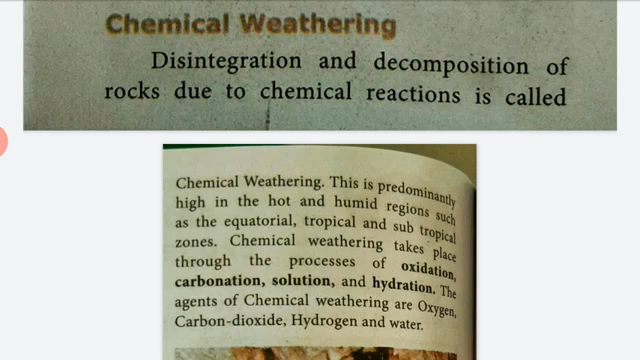 Chemical Weathering
Disintegration and decomposition of
rocks due to chemical reactions is called
Chemical Weathering. This is predominantly
high in the hot and humid regions such
as the equatorial, tropical and sub tropical
zones. Chemical weathering takes place
through the processes of oxidation,
carbonation, solution, and hydration. The
agents of Chemical weathering are Oxygen,
Carbon-dioxide, Hydrogen and water.